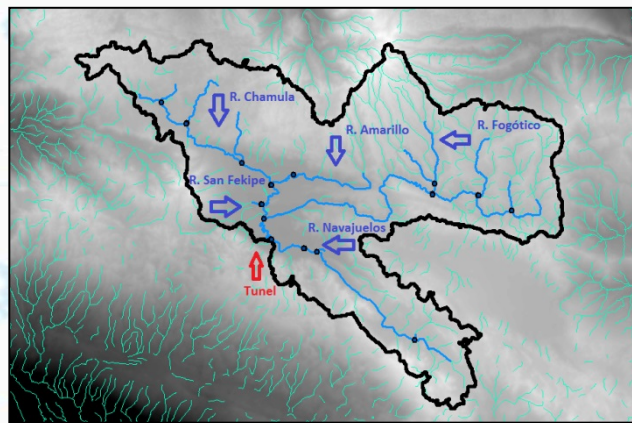 R. Chamula
R. Amarillo
R. Fogótico
R. San Fekipe
R. Navajuelos
Tunel